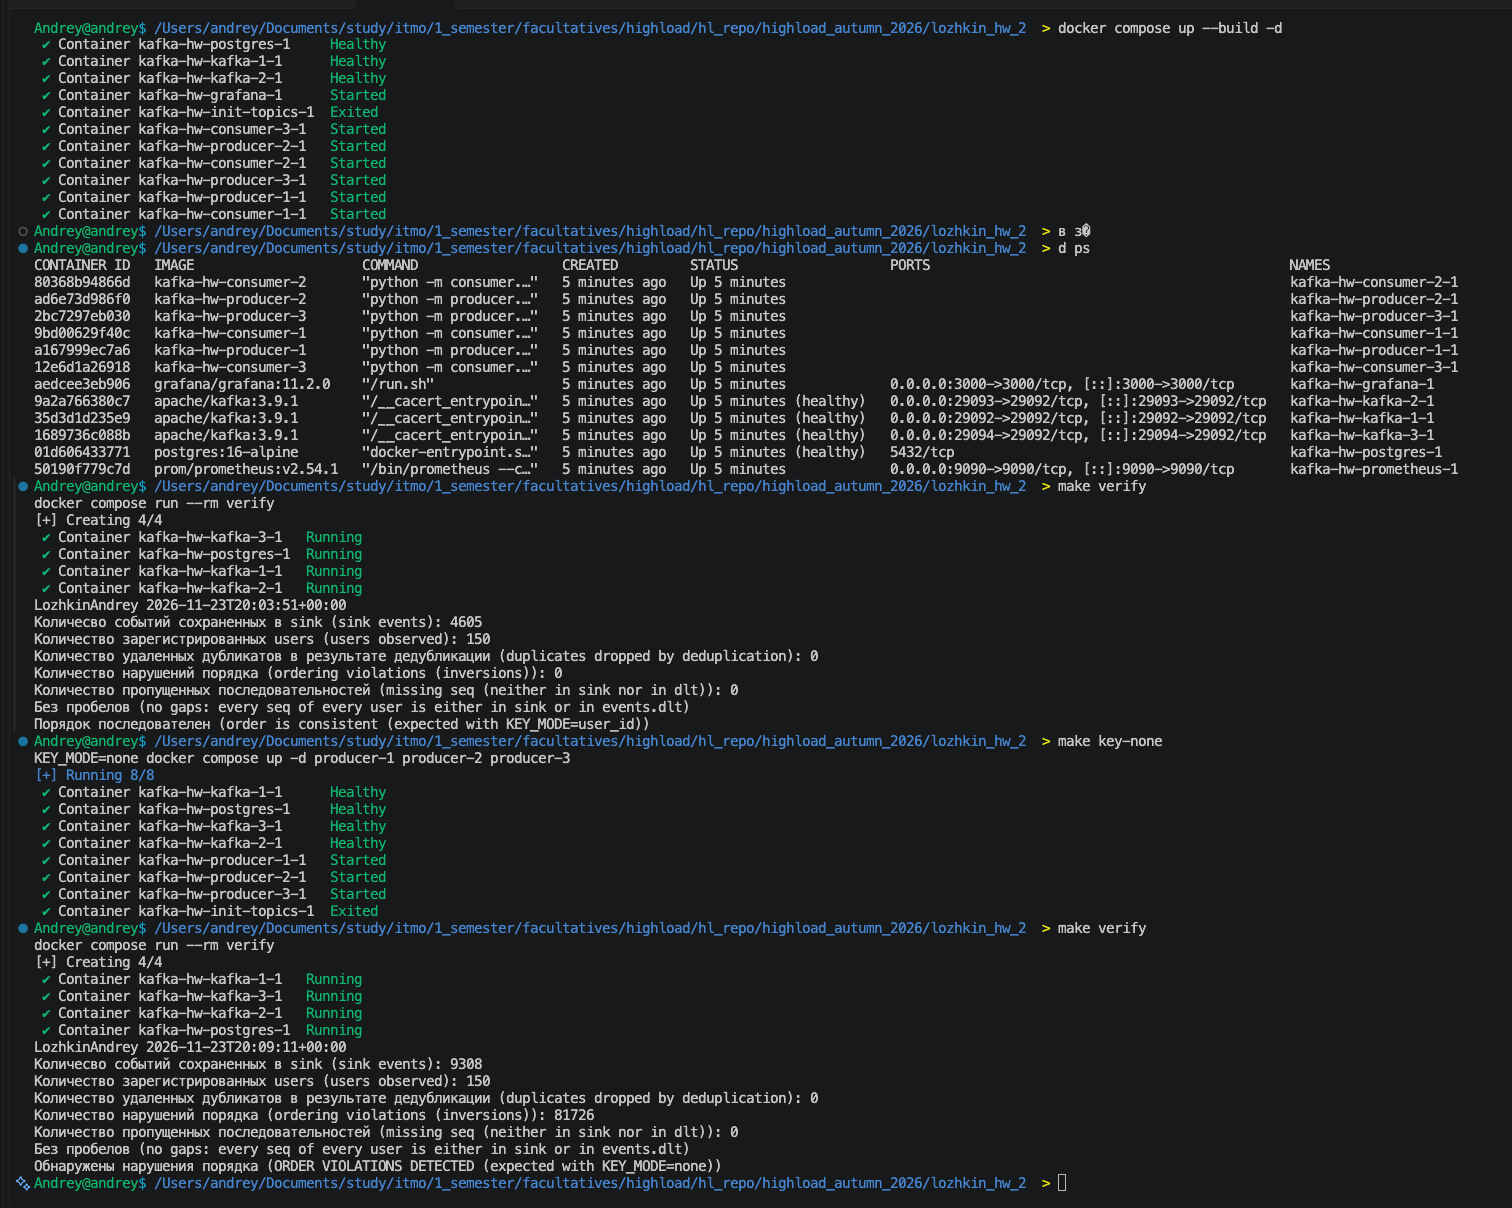 Andrey@andrey$ /Users/andrey/Documents/study/itmo/1_semester/facultatives/highload/hl_repo/highload_autumn_2026/lozhkin_hw_2 > docker compose up --build -d
✔ Container kafka-hw-postgres-1 Healthy
✔ Container kafka-hw-kafka-1-1 Healthy
✔ Container kafka-hw-kafka-2-1 Healthy
✔ Container kafka-hw-grafana-1 Started
✔ Container kafka-hw-init-topics-1 Exited
✔ Container kafka-hw-consumer-3-1 Started
✔ Container kafka-hw-producer-2-1 Started
✔ Container kafka-hw-consumer-2-1 Started
✔ Container kafka-hw-producer-3-1 Started
✔ Container kafka-hw-producer-1-1 Started
✔ Container kafka-hw-consumer-1-1 Started
Andrey@andrey$ /Users/andrey/Documents/study/itmo/1_semester/facultatives/highload/hl_repo/highload_autumn_2026/lozhkin_hw_2 > в з�
Andrey@andrey$ /Users/andrey/Documents/study/itmo/1_semester/facultatives/highload/hl_repo/highload_autumn_2026/lozhkin_hw_2 > d ps
CONTAINER ID IMAGE COMMAND CREATED STATUS PORTS NAMES
80368b94866d kafka-hw-consumer-2 "python -m consumer.…" 5 minutes ago Up 5 minutes kafka-hw-consumer-2-1
ad6e73d986f0 kafka-hw-producer-2 "python -m producer.…" 5 minutes ago Up 5 minutes kafka-hw-producer-2-1
2bc7297eb030 kafka-hw-producer-3 "python -m producer.…" 5 minutes ago Up 5 minutes kafka-hw-producer-3-1
9bd00629f40c kafka-hw-consumer-1 "python -m consumer.…" 5 minutes ago Up 5 minutes kafka-hw-consumer-1-1
a167999ec7a6 kafka-hw-producer-1 "python -m producer.…" 5 minutes ago Up 5 minutes kafka-hw-producer-1-1
12e6d1a26918 kafka-hw-consumer-3 "python -m consumer.…" 5 minutes ago Up 5 minutes kafka-hw-consumer-3-1
aedcee3eb906 grafana/grafana:11.2.0 "/run.sh" 5 minutes ago Up 5 minutes 0.0.0.0:3000->3000/tcp, [::]:3000->3000/tcp kafka-hw-grafana-1
9a2a766380c7 apache/kafka:3.9.1 "/__cacert_entrypoin…" 5 minutes ago Up 5 minutes (healthy) 0.0.0.0:29093->29092/tcp, [::]:29093->29092/tcp kafka-hw-kafka-2-1
35d3d1d235e9 apache/kafka:3.9.1 "/__cacert_entrypoin…" 5 minutes ago Up 5 minutes (healthy) 0.0.0.0:29092->29092/tcp, [::]:29092->29092/tcp kafka-hw-kafka-1-1
1689736c088b apache/kafka:3.9.1 "/__cacert_entrypoin…" 5 minutes ago Up 5 minutes (healthy) 0.0.0.0:29094->29092/tcp, [::]:29094->29092/tcp kafka-hw-kafka-3-1
01d606433771 postgres:16-alpine "docker-entrypoint.s…" 5 minutes ago Up 5 minutes (healthy) 5432/tcp kafka-hw-postgres-1
50190f779c7d prom/prometheus:v2.54.1 "/bin/prometheus --c…" 5 minutes ago Up 5 minutes 0.0.0.0:9090->9090/tcp, [::]:9090->9090/tcp kafka-hw-prometheus-1
Andrey@andrey$ /Users/andrey/Documents/study/itmo/1_semester/facultatives/highload/hl_repo/highload_autumn_2026/lozhkin_hw_2 > make verify
docker compose run --rm verify
[+] Creating 4/4
✔ Container kafka-hw-kafka-3-1 Running
✔ Container kafka-hw-postgres-1 Running
✔ Container kafka-hw-kafka-1-1 Running
✔ Container kafka-hw-kafka-2-1 Running
LozhkinAndrey 2026-11-23T20:03:51+00:00
Количесво событий сохраненных в sink (sink events): 4605
Количество зарегистрированных users (users observed): 150
Количество удаленных дубликатов в результате дедубликации (duplicates dropped by deduplication): 0
Количество нарушений порядка (ordering violations (inversions)): 0
Количество пропущенных последовательностей (missing seq (neither in sink nor in dlt)): 0
Без пробелов (no gaps: every seq of every user is either in sink or in events.dlt)
Порядок последователен (order is consistent (expected with KEY_MODE=user_id))
Andrey@andrey$ /Users/andrey/Documents/study/itmo/1_semester/facultatives/highload/hl_repo/highload_autumn_2026/lozhkin_hw_2 > make key-none
KEY_MODE=none docker compose up -d producer-1 producer-2 producer-3
[+] Running 8/8
✔ Container kafka-hw-kafka-1-1 Healthy
✔ Container kafka-hw-postgres-1 Healthy
✔ Container kafka-hw-kafka-3-1 Healthy
✔ Container kafka-hw-kafka-2-1 Healthy
✔ Container kafka-hw-producer-1-1 Started
✔ Container kafka-hw-producer-2-1 Started
✔ Container kafka-hw-producer-3-1 Started
✔ Container kafka-hw-init-topics-1 Exited
Andrey@andrey$ /Users/andrey/Documents/study/itmo/1_semester/facultatives/highload/hl_repo/highload_autumn_2026/lozhkin_hw_2 > make verify
docker compose run --rm verify
[+] Creating 4/4
✔ Container kafka-hw-kafka-1-1 Running
✔ Container kafka-hw-kafka-3-1 Running
✔ Container kafka-hw-kafka-2-1 Running
✔ Container kafka-hw-postgres-1 Running
LozhkinAndrey 2026-11-23T20:09:11+00:00
Количесво событий сохраненных в sink (sink events): 9308
Количество зарегистрированных users (users observed): 150
Количество удаленных дубликатов в результате дедубликации (duplicates dropped by deduplication): 0
Количество нарушений порядка (ordering violations (inversions)): 81726
Количество пропущенных последовательностей (missing seq (neither in sink nor in dlt)): 0
Без пробелов (no gaps: every seq of every user is either in sink or in events.dlt)
Обнаружены нарушения порядка (ORDER VIOLATIONS DETECTED (expected with KEY_MODE=none))
Andrey@andrey$ /Users/andrey/Documents/study/itmo/1_semester/facultatives/highload/hl_repo/highload_autumn_2026/lozhkin_hw_2 >